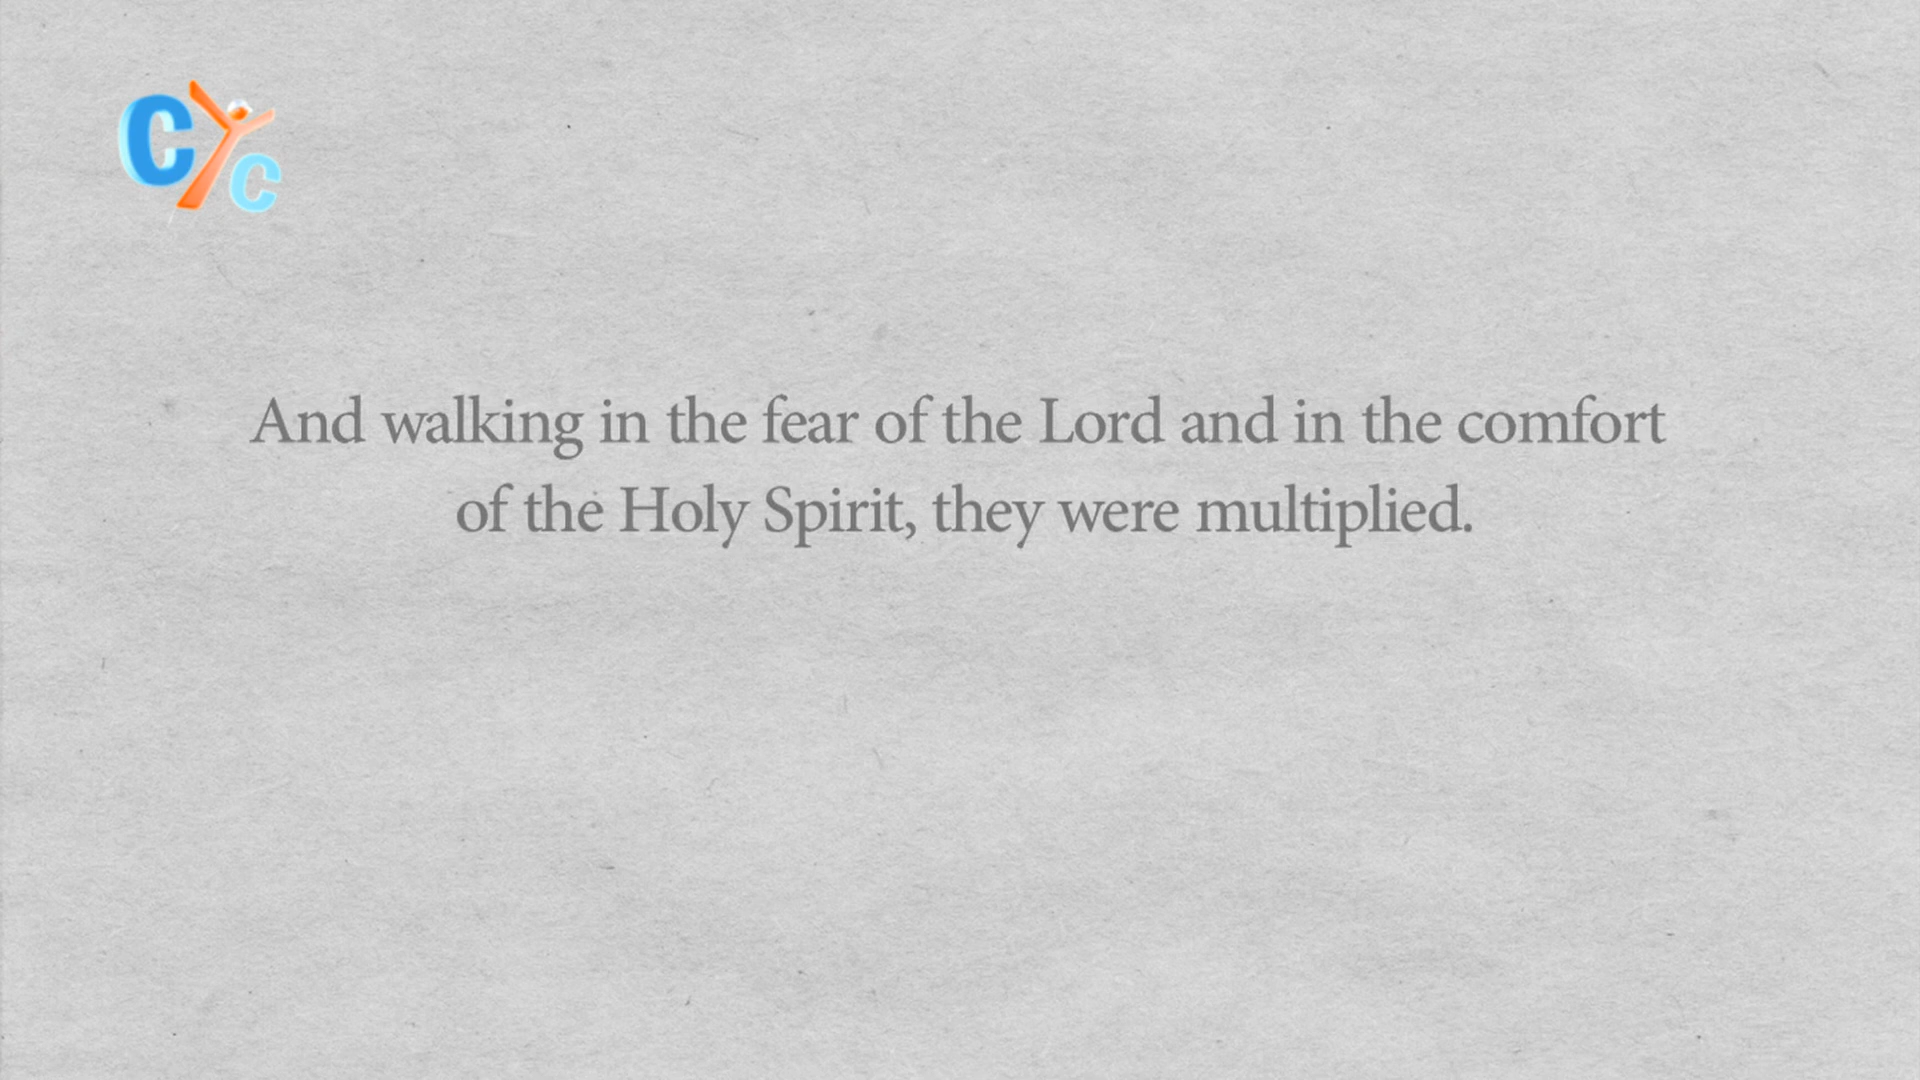 CYC
And walking in the fear of the Lord and in the comfort
of the Holy Spirit, they were multiplied.